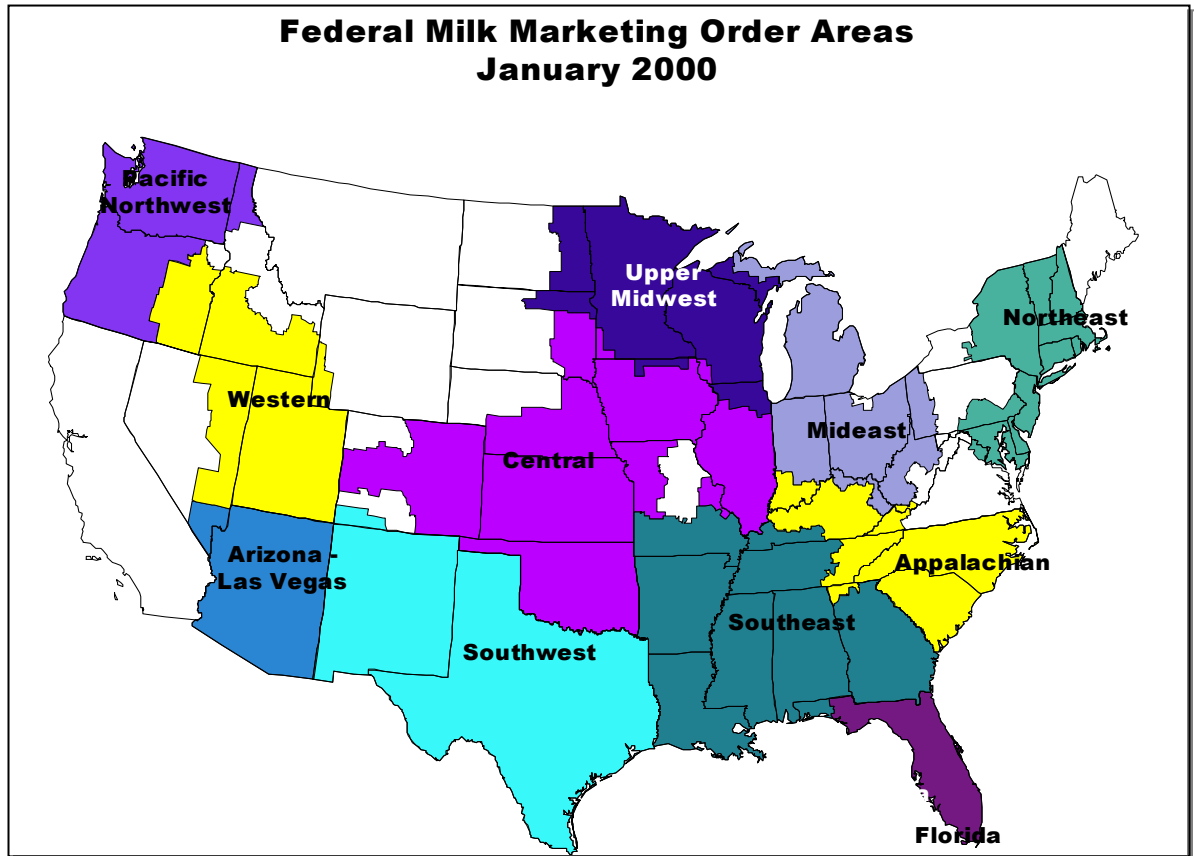 Federal Milk Marketing Order Areas
January 2000
Pacific
Northwest
Upper
Midwest
Northeast
Western
Mideast
Central
Arizona -
Las Vegas
Appalachian
Southeast
Southwest
Florida